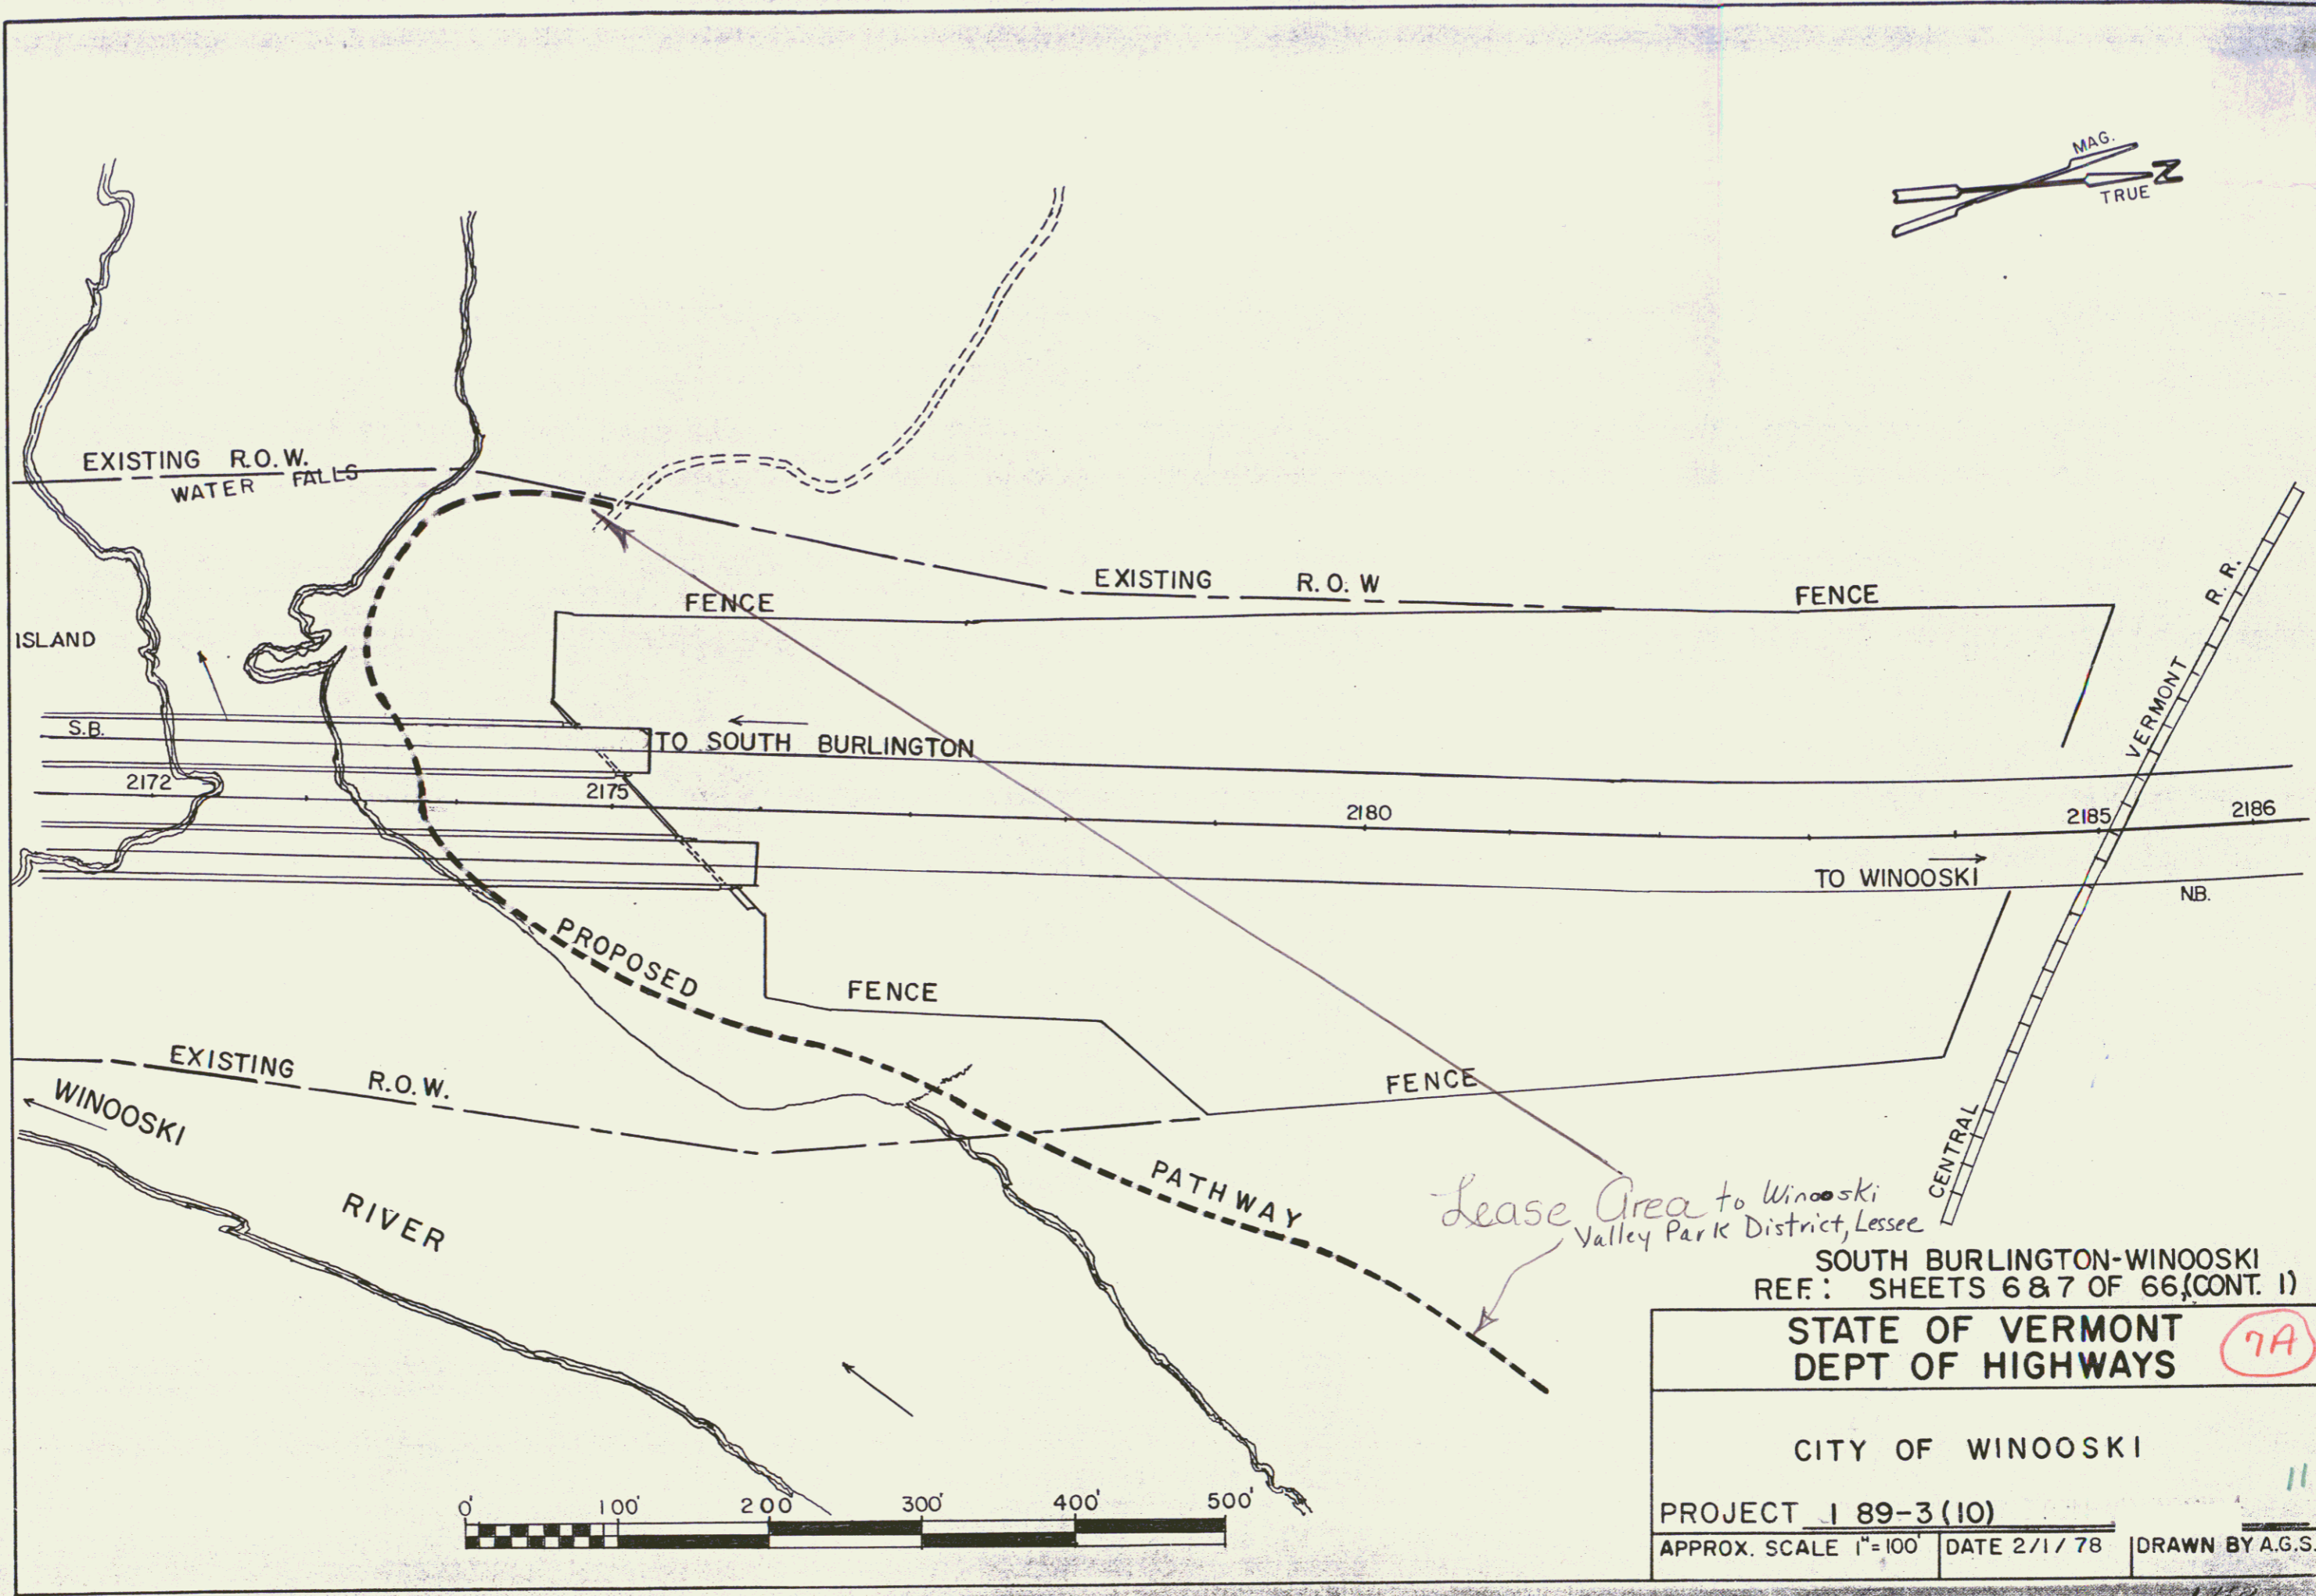 MAG.
N
TRUE
EXISTING R.O.W.
WATER FALLS
EXISTING R.O.W
FENCE
FENCE
R. R.
ISLAND
VERMONT
S.B.
TO SOUTH BURLINGTON
2172
2175
2180
2185
2186
TO WINOOSKI
N.B.
PROPOSED
FENCE
EXISTING R.O.W.
FENCE
WINOOSKI
RIVER
CENTRAL
PATHWAY
Lease Area to Winooski
Valley Park District, Lessee
SOUTH BURLINGTON-WINOOSKI
REF.: SHEETS 6 & 7 OF 66,(CONT. 1)
STATE OF VERMONT
DEPT OF HIGHWAYS
7A
CITY OF WINOOSKI
11
PROJECT I 89-3(10)
APPROX. SCALE 1"=100' DATE 2/1/78 DRAWN BY A.G.S.
0' 100' 200' 300' 400' 500'